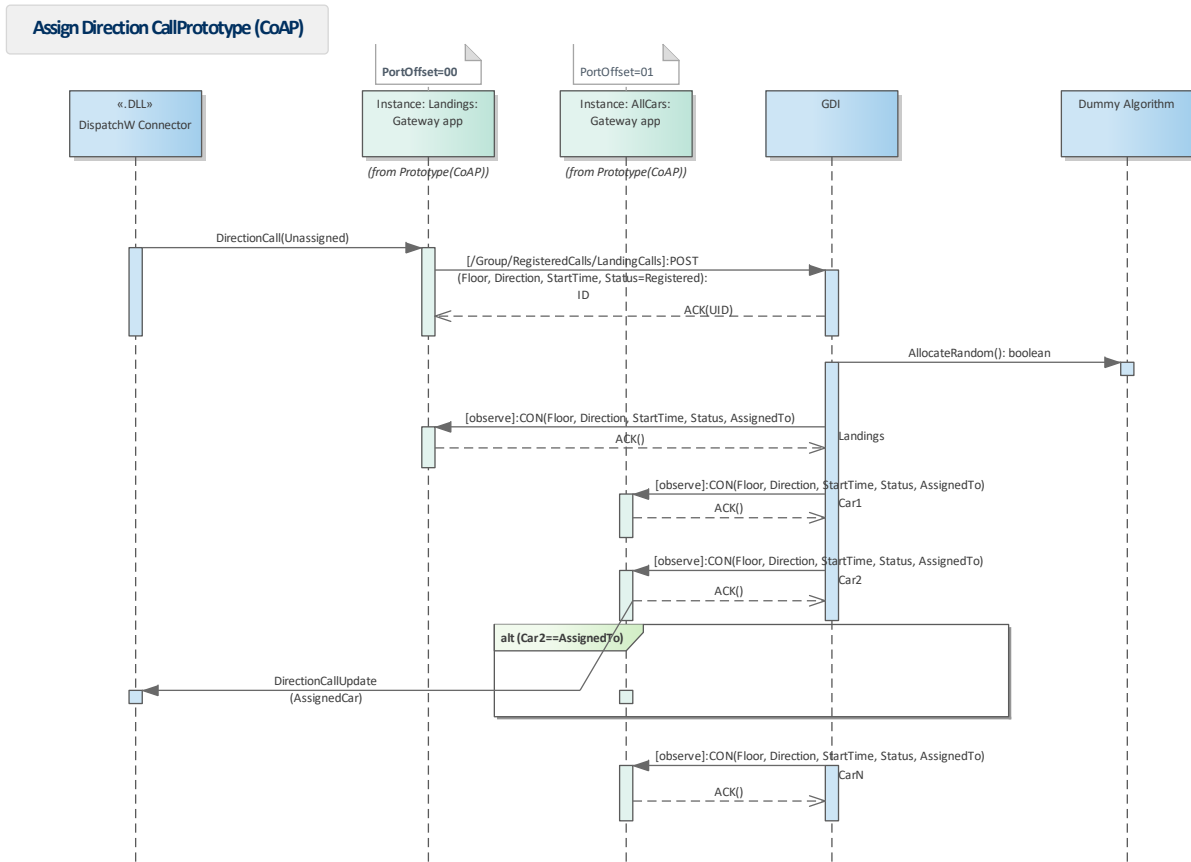 Assign Direction CallPrototype (CoAP)
PortOffset=00
PortOffset=01
«.DLL»
DispatchW Connector
Instance: Landings:
Gateway app
(from Prototype(CoAP))
Instance: AllCars:
Gateway app
(from Prototype(CoAP))
GDI
Dummy Algorithm
DirectionCall(Unassigned)
[/Group/RegisteredCalls/LandingCalls]:POST
(Floor, Direction, StartTime, Status=Registered):
ID
ACK(UID)
AllocateRandom(): boolean
[observe]:CON(Floor, Direction, StartTime, Status, AssignedTo)
Landings
ACK()
[observe]:CON(Floor, Direction, StartTime, Status, AssignedTo)
Car1
ACK()
[observe]:CON(Floor, Direction, StartTime, Status, AssignedTo)
Car2
ACK()
alt (Car2==AssignedTo)
DirectionCallUpdate
(AssignedCar)
[observe]:CON(Floor, Direction, StartTime, Status, AssignedTo)
CarN
ACK()